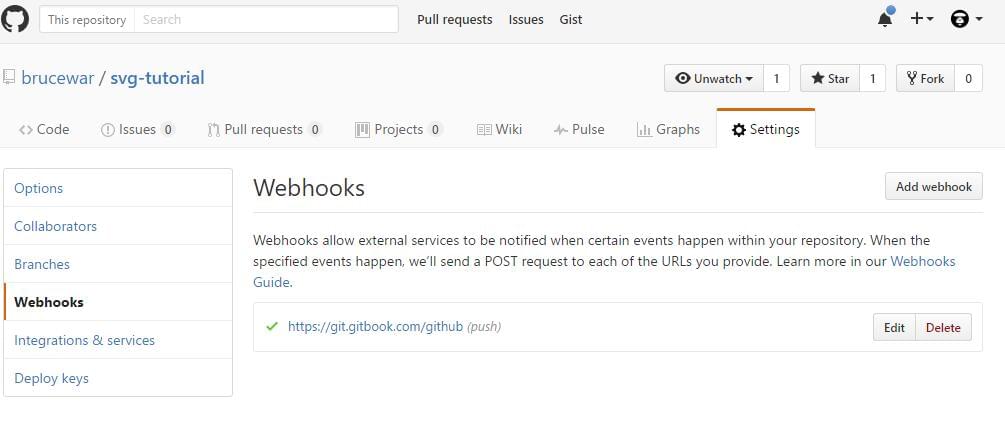 This repository Search Pull requests Issues Gist
brucewar / svg-tutorial Unwatch 1 Star 1 Fork 0
Code Issues 0 Pull requests 0 Projects 0 Wiki Pulse Graphs Settings
Options
Collaborators
Branches
Webhooks
Integrations & services
Deploy keys
Webhooks Add webhook
Webhooks allow external services to be notified when certain events happen within your repository. When the
specified events happen, we’ll send a POST request to each of the URLs you provide. Learn more in our Webhooks
Guide.
https://git.gitbook.com/github (push) Edit Delete